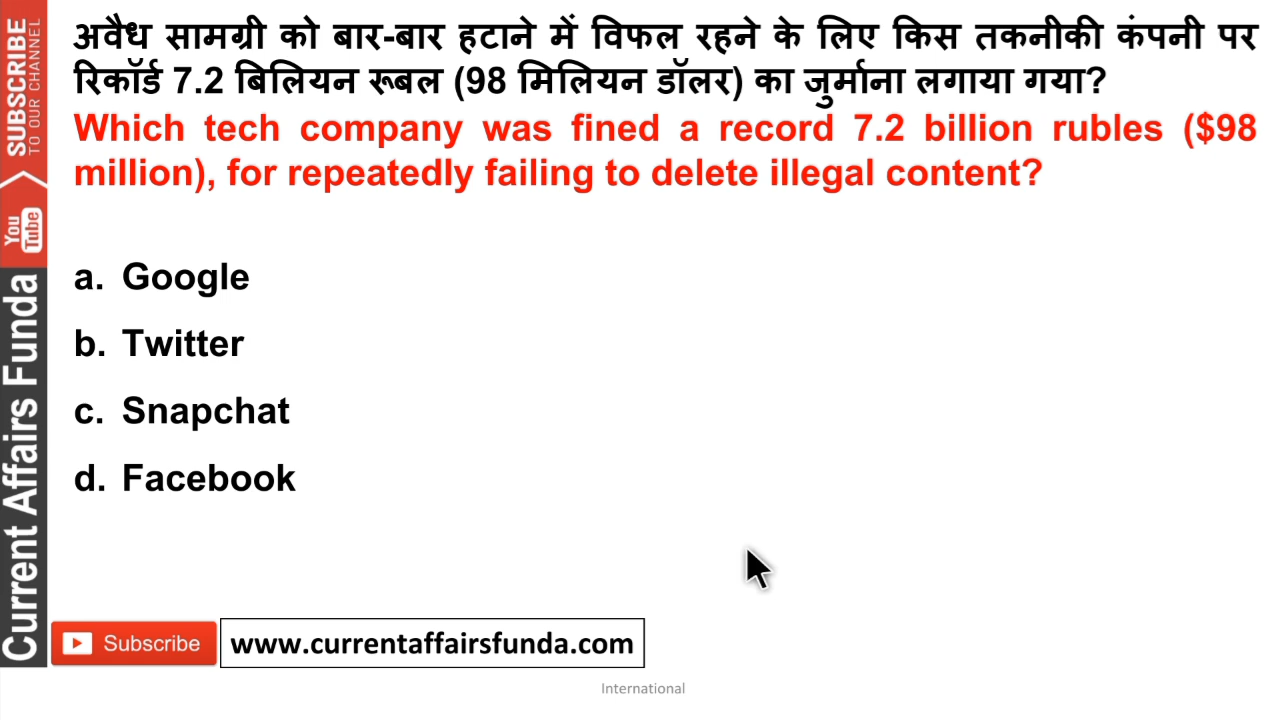 अवैध सामग्री को बार-बार हटाने में विफल रहने के लिए किस तकनीकी कंपनी पर
रिकॉर्ड 7.2 बिलियन रूबल (98 मिलियन डॉलर) का जुर्माना लगाया गया?
Which tech company was fined a record 7.2 billion rubles ($98
million), for repeatedly failing to delete illegal content?
a. Google
b. Twitter
c. Snapchat
d. Facebook
SUBSCRIBE
TO OUR CHANNEL
You
Tube
Current Affairs Funda
Subscribe
www.currentaffairsfunda.com
International